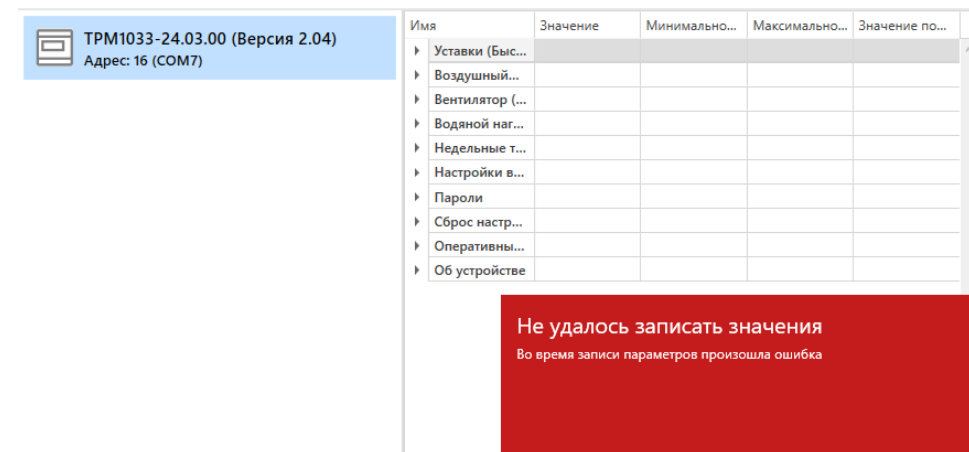 ТРМ1033-24.03.00 (Версия 2.04)
Адрес: 16 (COM7)
Имя Значение Минимально... Максимально... Значение по...
Уставки (Быс...
Воздушный...
Вентилятор (...
Водяной наг...
Недельные т...
Настройки в...
Пароли
Сброс настр...
Оперативны...
Об устройстве
Не удалось записать значения
Во время записи параметров произошла ошибка